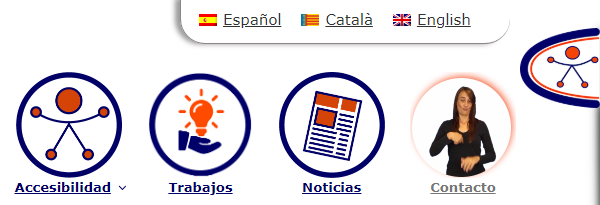 Español Català English
Accesibilidad Trabajos Noticias Contacto